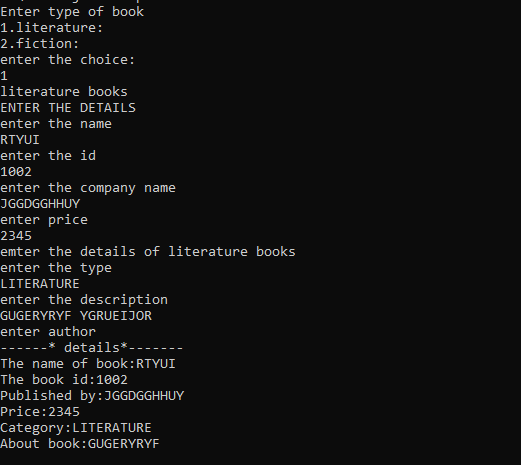 Enter type of book
1.literature:
2.fiction:
enter the choice:
1
literature books
ENTER THE DETAILS
enter the name
RTYUI
enter the id
1002
enter the company name
JGGDGGHHUY
enter price
2345
emter the details of literature books
enter the type
LITERATURE
enter the description
GUGERYRYF YGRUEIJOR
enter author
------* details*-------
The name of book:RTYUI
The book id:1002
Published by:JGGDGGHHUY
Price:2345
Category:LITERATURE
About book:GUGERYRYF